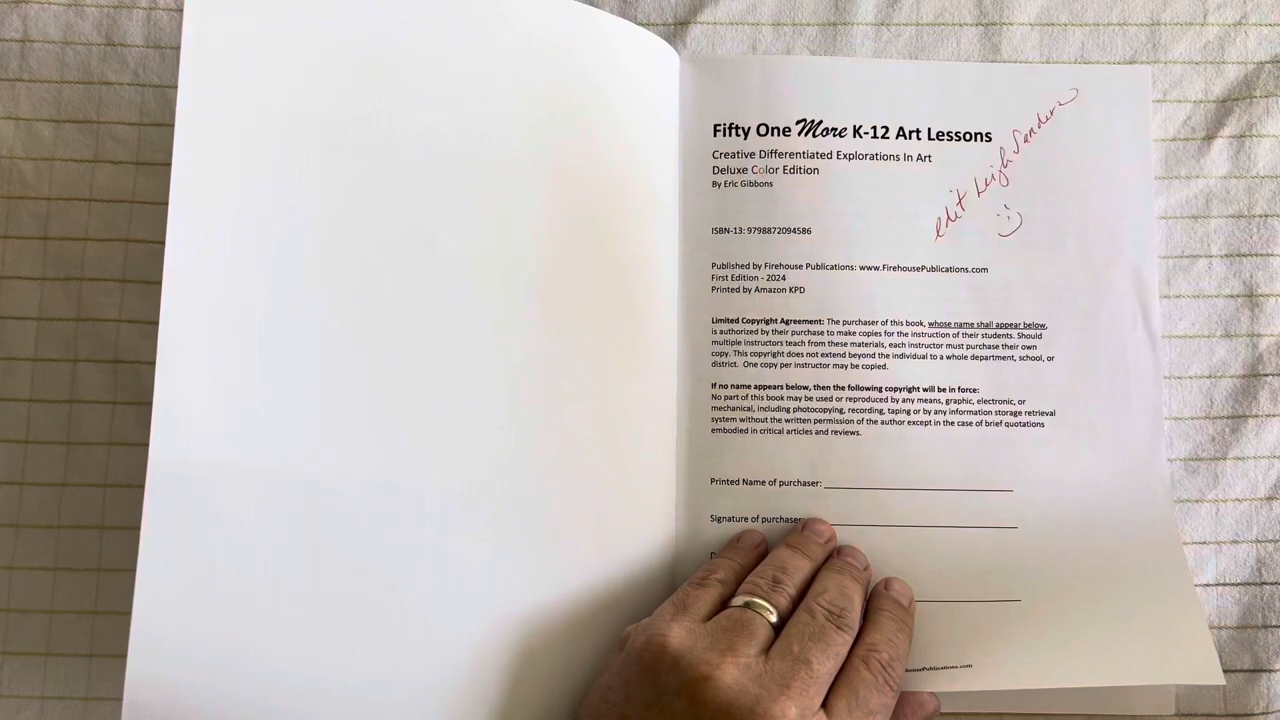 Fifty One More K-12 Art Lessons
Creative Differentiated Explorations In Art
Deluxe Color Edition
By Eric Gibbons
edit Leigh Sanders
ISBN-13: 9798872094586
Published by Firehouse Publications: www.FirehousePublications.com
First Edition - 2024
Printed by Amazon KPD
Limited Copyright Agreement: The purchaser of this book, whose name shall appear below,
is authorized by their purchase to make copies for the instruction of their students. Should
multiple instructors teach from these materials, each instructor must purchase their own
copy. This copyright does not extend beyond the individual to a whole department, school, or
district. One copy per instructor may be copied.
If no name appears below, then the following copyright will be in force:
No part of this book may be used or reproduced by any means, graphic, electronic, or
mechanical, including photocopying, recording, taping or by any information storage retrieval
system without the written permission of the author except in the case of brief quotations
embodied in critical articles and reviews.
Printed Name of purchaser:
Signature of purchaser
housePublications.com